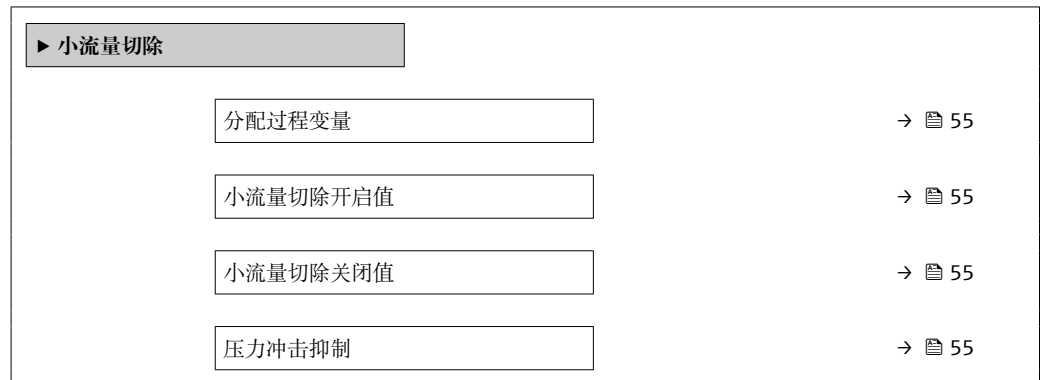 ▶ 小流量切除
分配过程变量 → 🖹 55
小流量切除开启值 → 🖹 55
小流量切除关闭值 → 🖹 55
压力冲击抑制 → 🖹 55